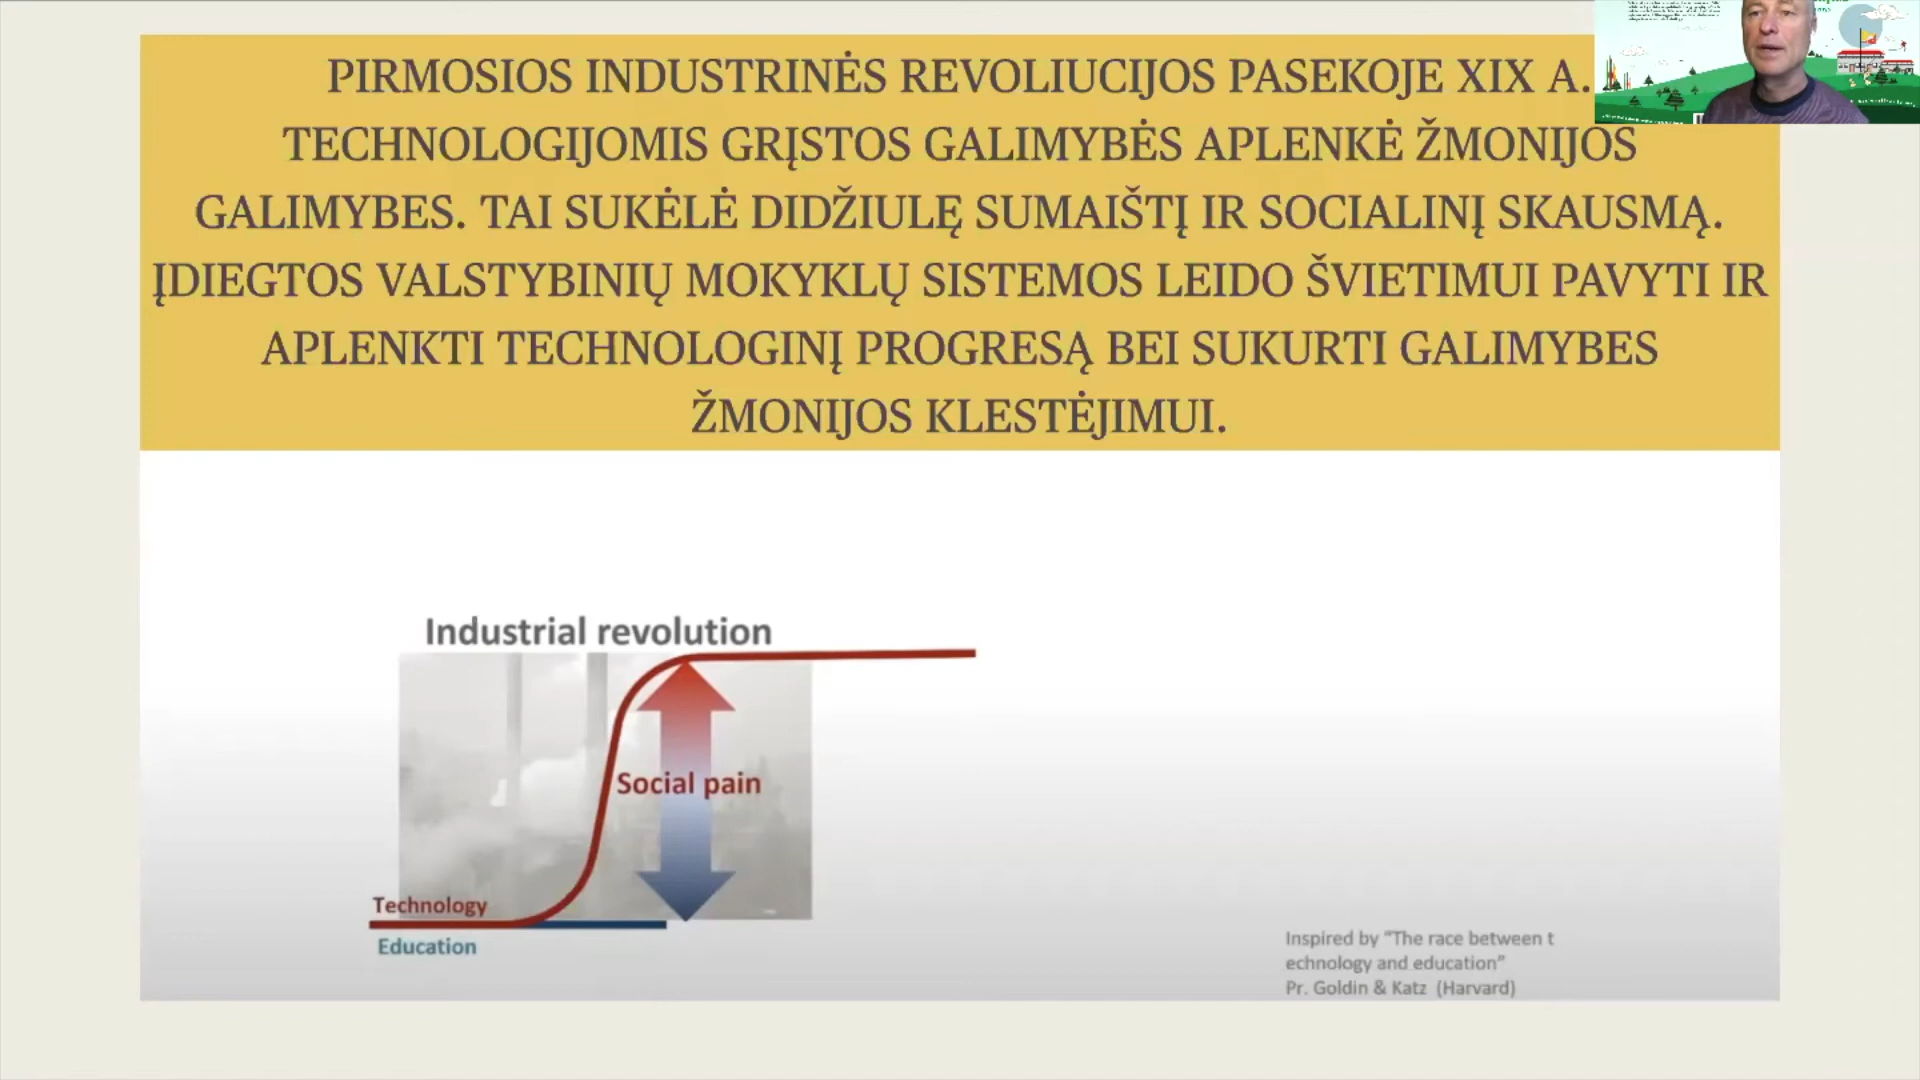 PIRMOSIOS INDUSTRINĖS REVOLIUCIJOS PASEKOJE XIX A.
TECHNOLOGIJOMIS GRĮSTOS GALIMYBĖS APLENKĖ ŽMONIJOS
GALIMYBES. TAI SUKĖLĖ DIDŽIULĘ SUMAIŠTĮ IR SOCIALINĮ SKAUSMĄ.
ĮDIEGTOS VALSTYBINIŲ MOKYKLŲ SISTEMOS LEIDO ŠVIETIMUI PAVYTI IR
APLENKTI TECHNOLOGINĮ PROGRESĄ BEI SUKURTI GALIMYBES
ŽMONIJOS KLESTĖJIMUI.
Industrial revolution
Social pain
Technology
Education
Inspired by “The race between t
echnology and education”
Pr. Goldin & Katz (Harvard)